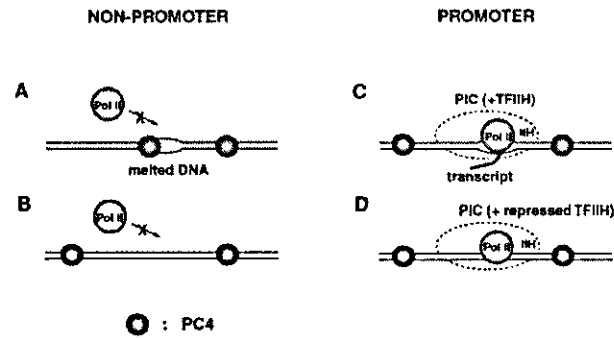 NON-PROMOTER
PROMOTER
A
Pol II
melted DNA
B
Pol II
C
PIC (+TFIIH)
Pol II
IIH
transcript
D
PIC (+ repressed TFIIH)
Pol II
IIH
: PC4